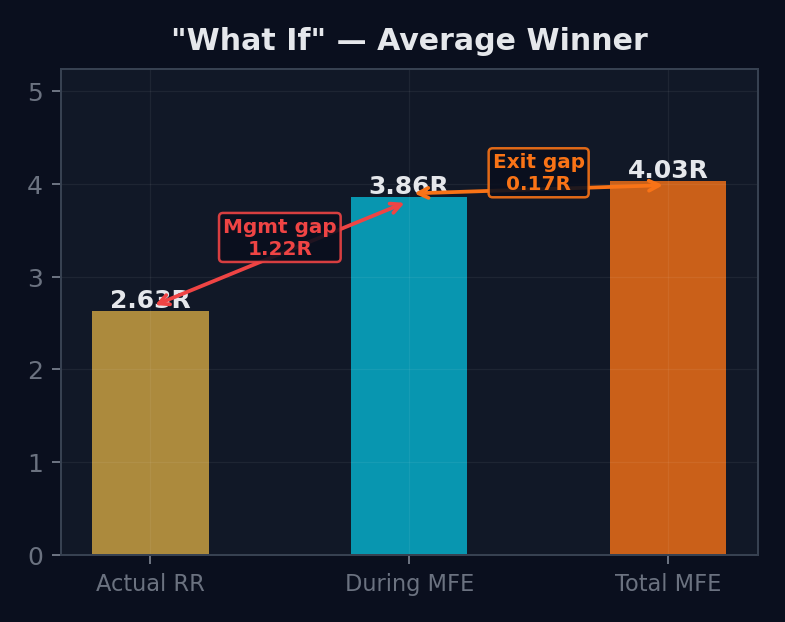 "What If" — Average Winner
5
4
3
2
1
0
2.63R
Mgmt gap
1.22R
3.86R
Exit gap
0.17R
4.03R
Actual RR
During MFE
Total MFE